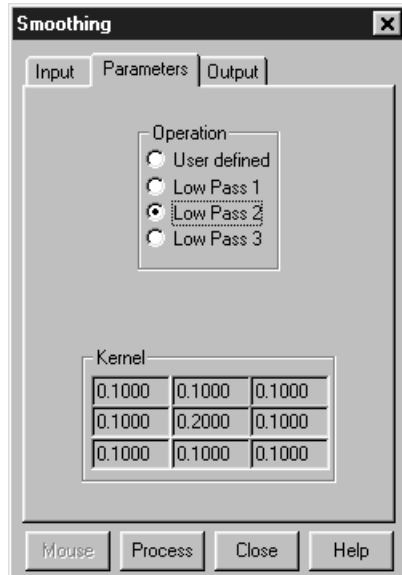 Smoothing
Input Parameters Output
Operation
User defined
Low Pass 1
Low Pass 2
Low Pass 3
Kernel
0.1000 0.1000 0.1000
0.1000 0.2000 0.1000
0.1000 0.1000 0.1000
Mouse Process Close Help